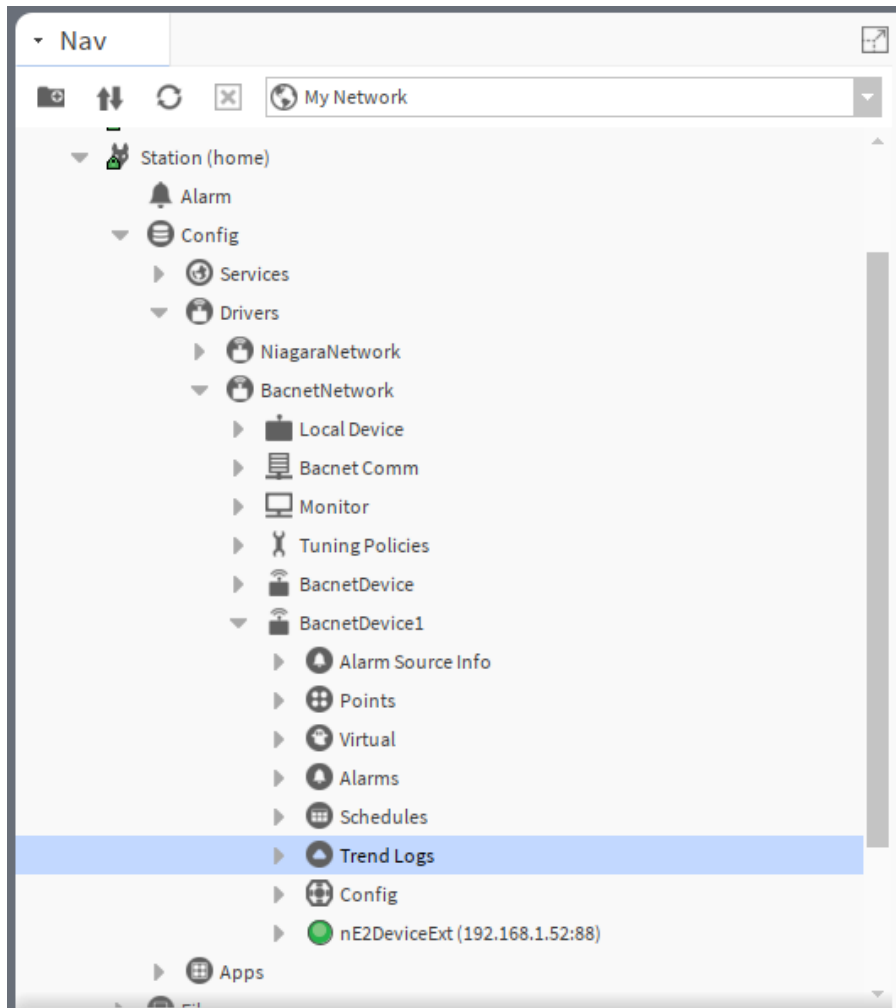 Nav
My Network
Station (home)
Alarm
Config
Services
Drivers
NiagaraNetwork
BacnetNetwork
Local Device
Bacnet Comm
Monitor
Tuning Policies
BacnetDevice
BacnetDevice1
Alarm Source Info
Points
Virtual
Alarms
Schedules
Trend Logs
Config
nE2DeviceExt (192.168.1.52:88)
Apps